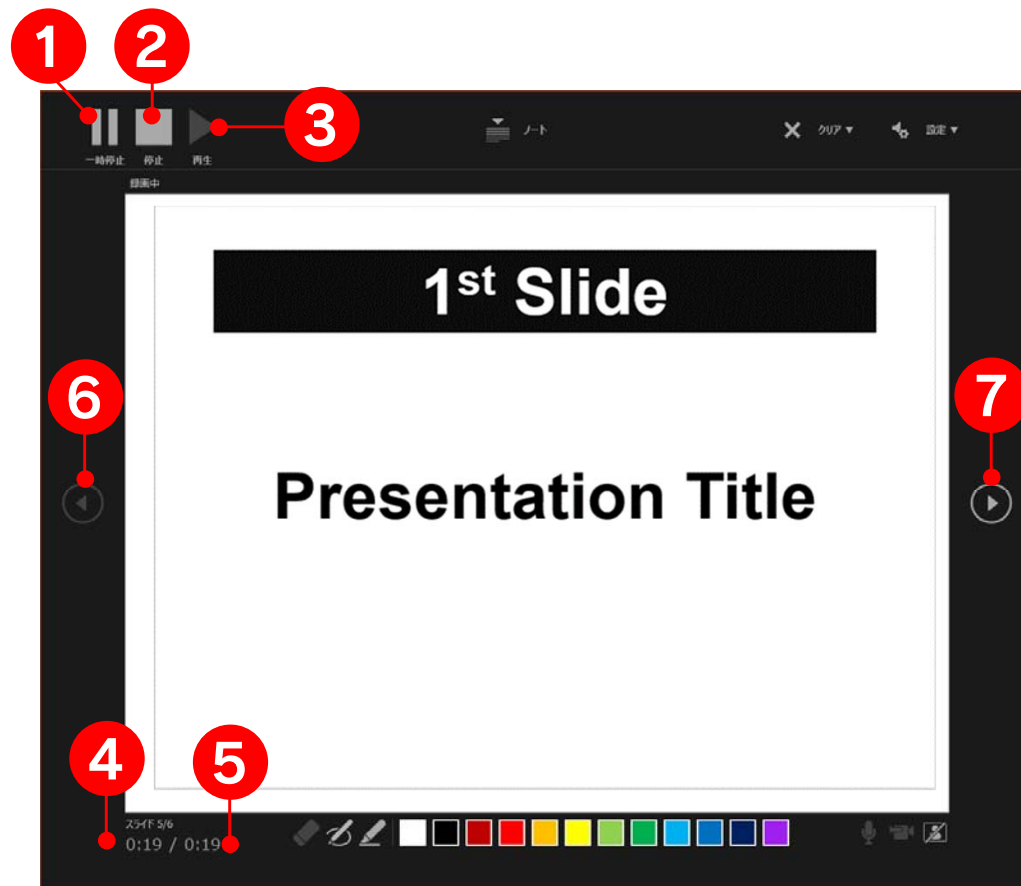 1 2
3
ノート クリア ▼ 設定 ▼
一時停止 停止 再生
録画中
1st Slide
6 7
Presentation Title
4 5
スライド 5/6
0:19 / 0:19